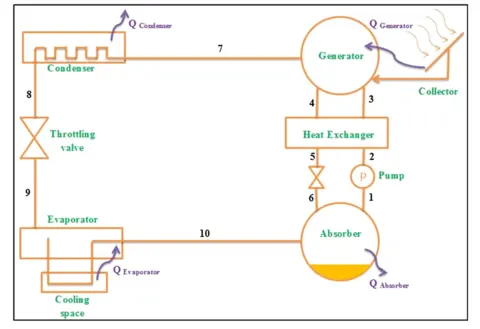 Q Condenser
Q Generator
7
Condenser
Generator
Collector
8
4
3
Throttling
valve
Heat Exchanger
5
2
P
Pump
9
6
1
Evaporator
10
Absorber
Q Evaporator
Q Absorber
Cooling
space